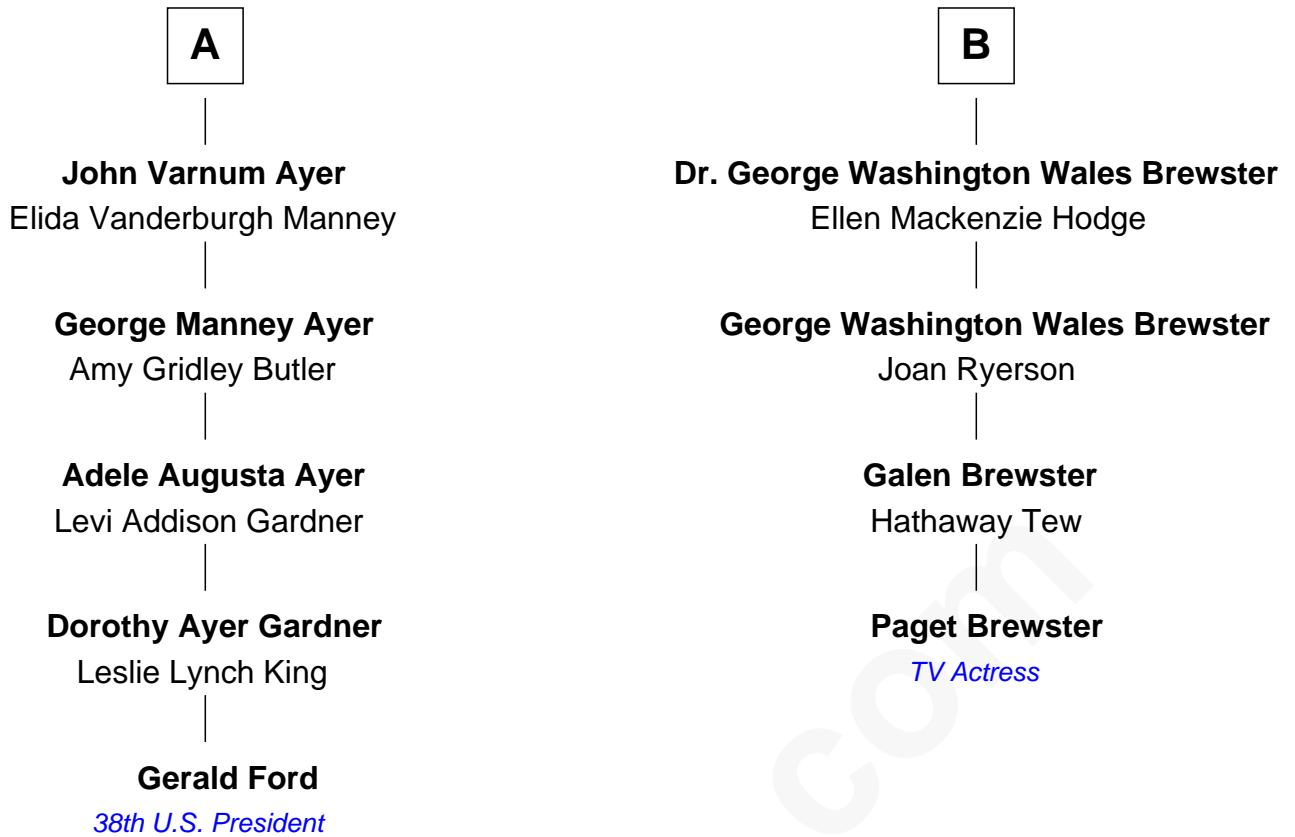 A
John Varnum Ayer
Elida Vanderburgh Manney
George Manney Ayer
Amy Gridley Butler
Adele Augusta Ayer
Levi Addison Gardner
Dorothy Ayer Gardner
Leslie Lynch King
Gerald Ford
38th U.S. President
B
Dr. George Washington Wales Brewster
Ellen Mackenzie Hodge
George Washington Wales Brewster
Joan Ryerson
Galen Brewster
Hathaway Tew
Paget Brewster
TV Actress
com